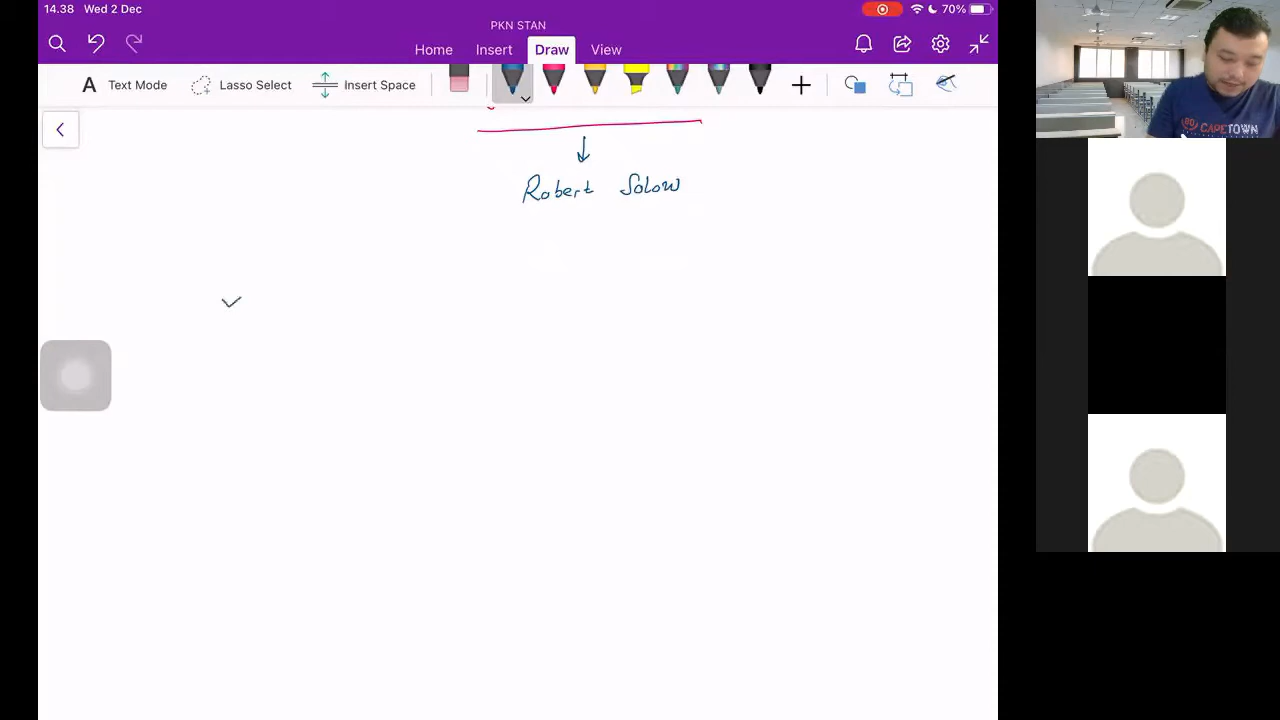 14.38 Wed 2 Dec
70%
PKN STAN
Home Insert Draw View
A Text Mode Lasso Select Insert Space
Robert Solow
CAPETOWN